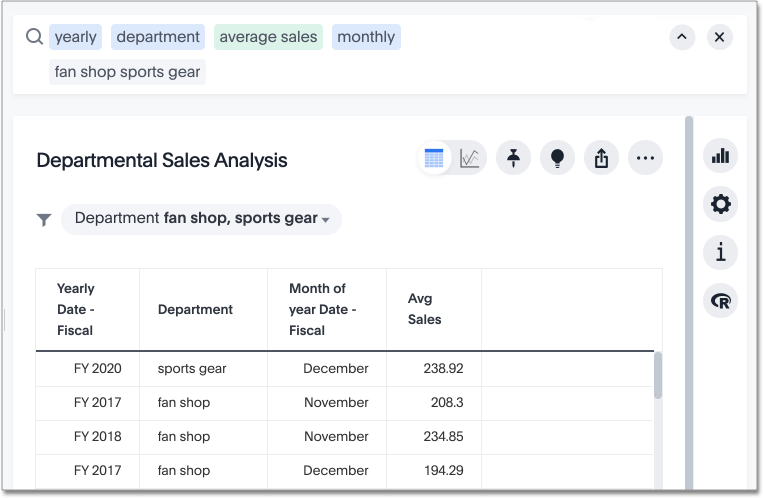 yearly department average sales monthly
fan shop sports gear
Departmental Sales Analysis
Department fan shop, sports gear
Yearly Date - Fiscal Department Month of year Date - Fiscal Avg Sales
FY 2020 sports gear December 238.92
FY 2017 fan shop November 208.3
FY 2018 fan shop November 234.85
FY 2017 fan shop December 194.29